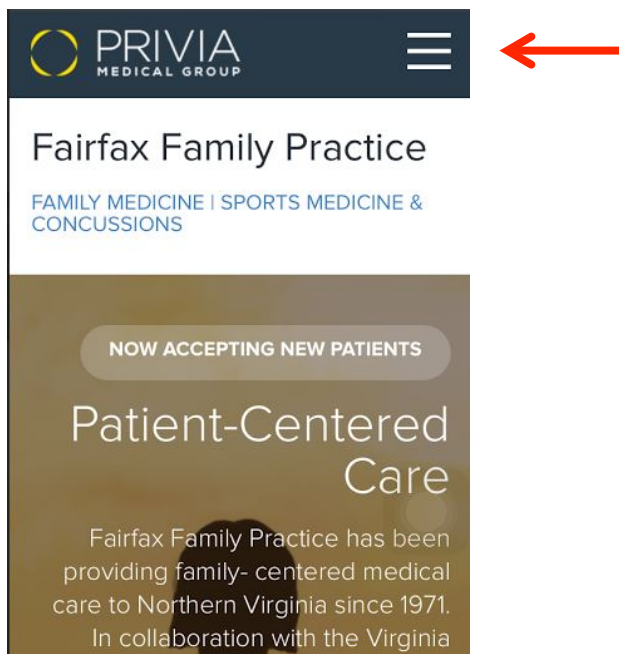 PRIVIA
MEDICAL GROUP
Fairfax Family Practice
FAMILY MEDICINE | SPORTS MEDICINE &
CONCUSSIONS
NOW ACCEPTING NEW PATIENTS
Patient-Centered
Care
Fairfax Family Practice has been
providing family- centered medical
care to Northern Virginia since 1971.
In collaboration with the Virginia